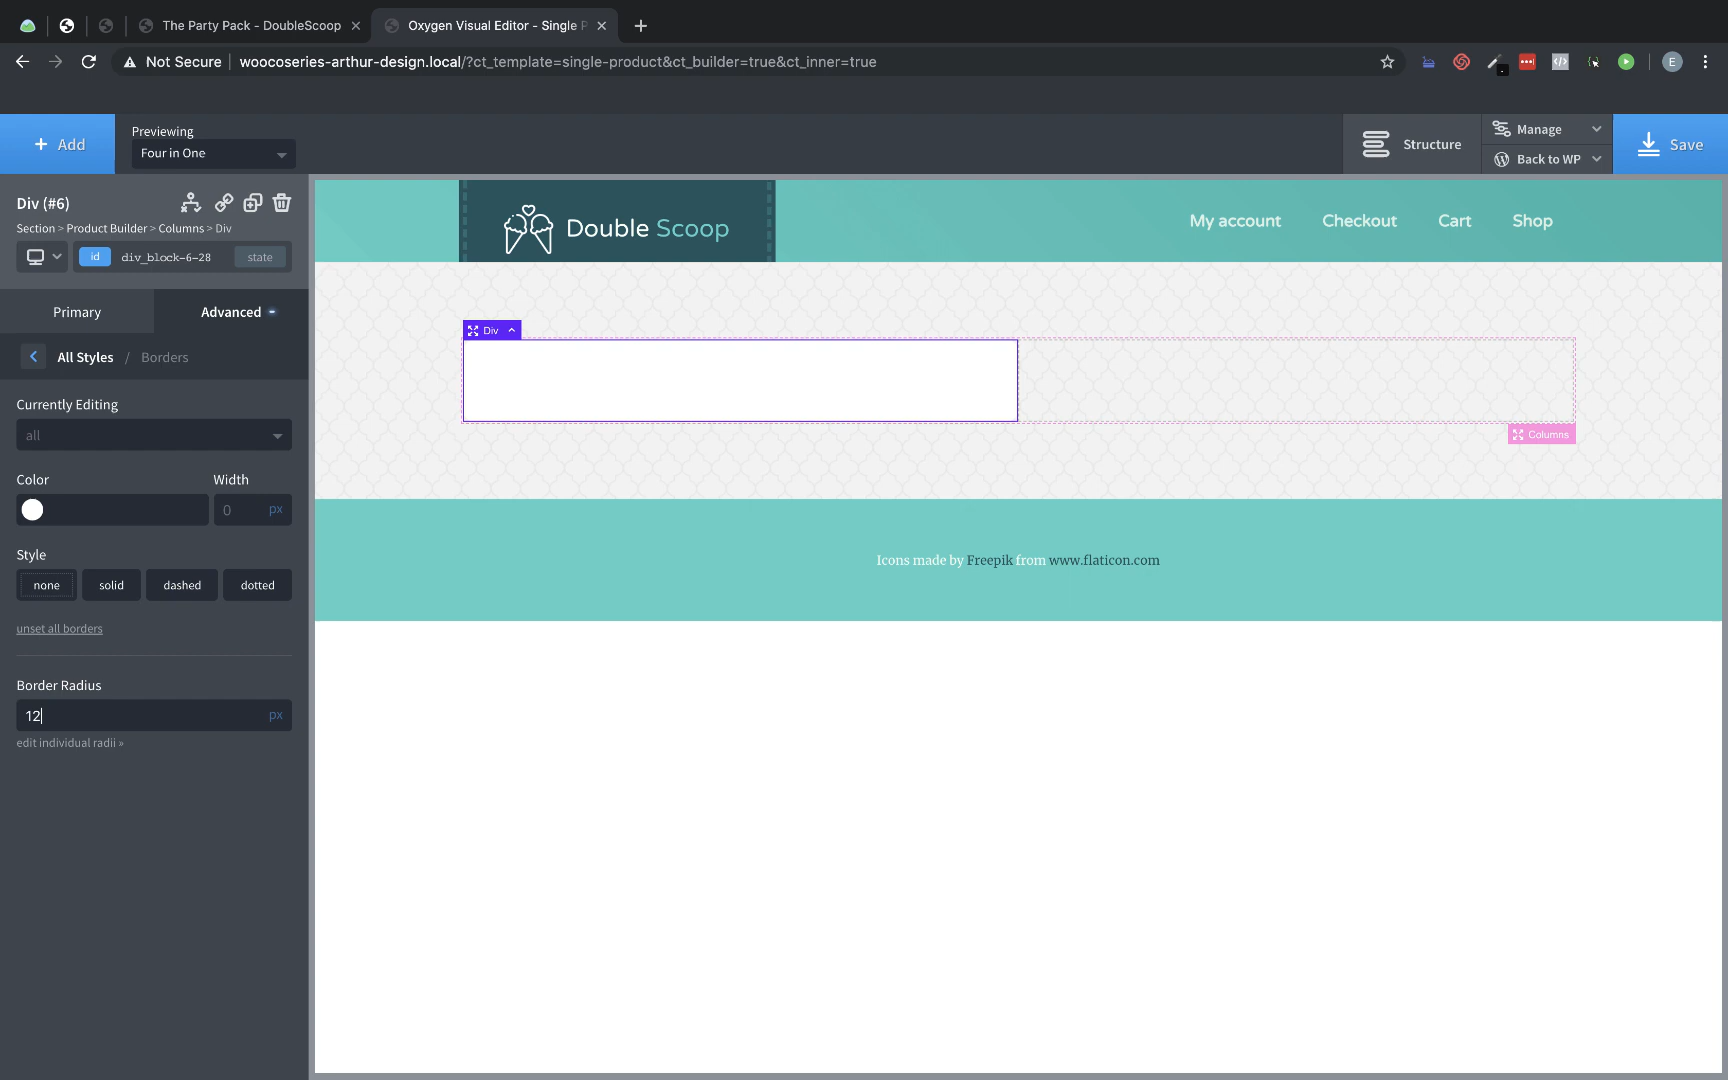 The Party Pack - DoubleScoop
Oxygen Visual Editor - Single P
Not Secure
woocoseries-arthur-design.local/?ct_template=single-product&ct_builder=true&ct_inner=true
E
+ Add
Previewing
Four in One
Structure
Manage
Back to WP
Save
Div (#6)
Section > Product Builder > Columns > Div
id
div_block-6-28
state
Primary
Advanced
All Styles / Borders
Currently Editing
all
Color
Width
0
px
Style
none
solid
dashed
dotted
unset all borders
Border Radius
12
px
edit individual radii »
Double Scoop
My account
Checkout
Cart
Shop
Div
Columns
Icons made by Freepik from www.flaticon.com